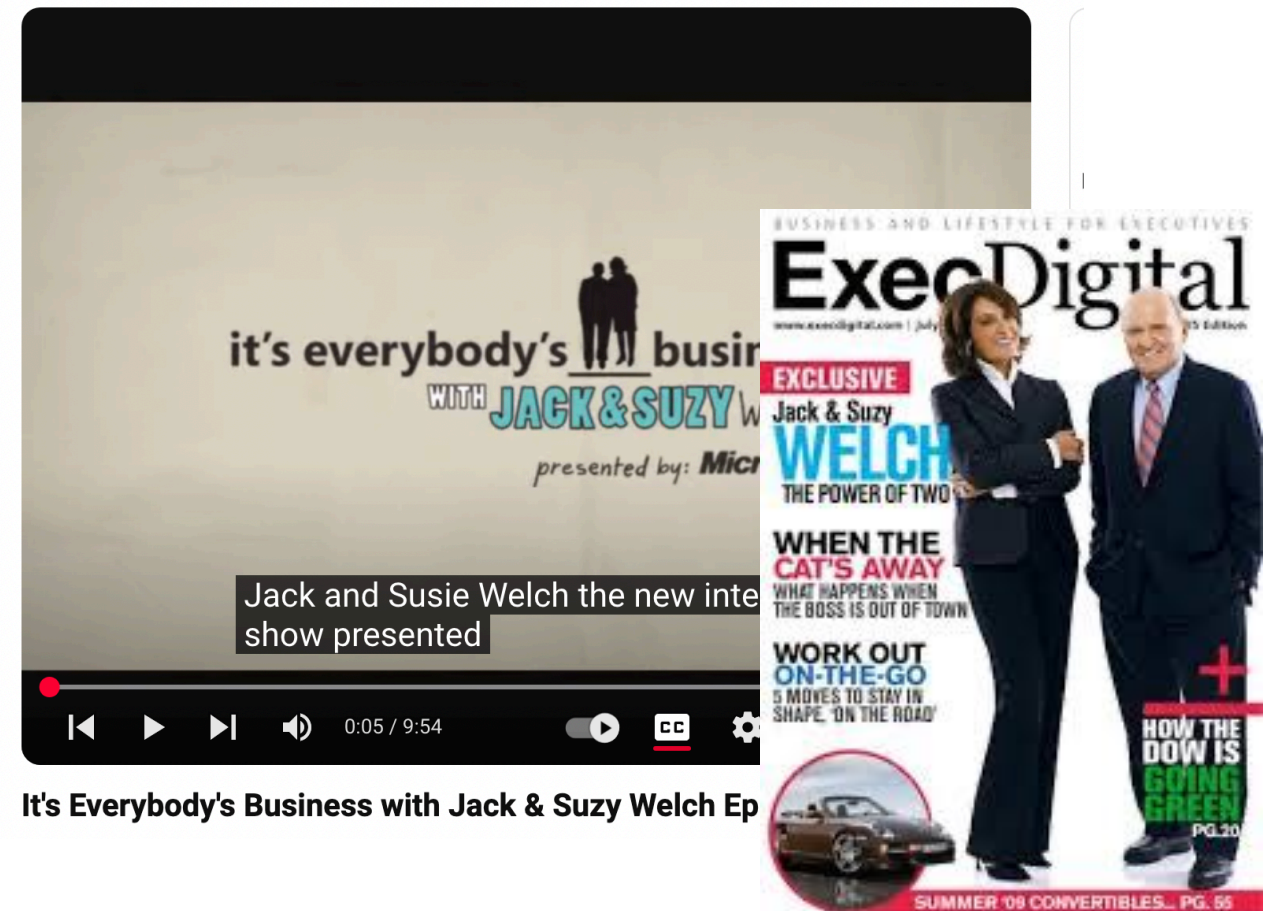 it's everybody's busin
WITH JACK & SUZY W
presented by: Micr
Jack and Susie Welch the new inte
show presented
0:05 / 9:54
CC
It's Everybody's Business with Jack & Suzy Welch Ep
BUSINESS AND LIFESTYLE FOR EXECUTIVES
ExecDigital
www.execdigital.com | July
Edition
EXCLUSIVE
Jack & Suzy
WELCH
THE POWER OF TWO
WHEN THE
CAT'S AWAY
WHAT HAPPENS WHEN
THE BOSS IS OUT OF TOWN
WORK OUT
ON-THE-GO
5 MOVES TO STAY IN
SHAPE, 'ON THE ROAD'
+
HOW THE
DOW IS
GOING
GREEN
PG.20
SUMMER '09 CONVERTIBLES... PG. 55